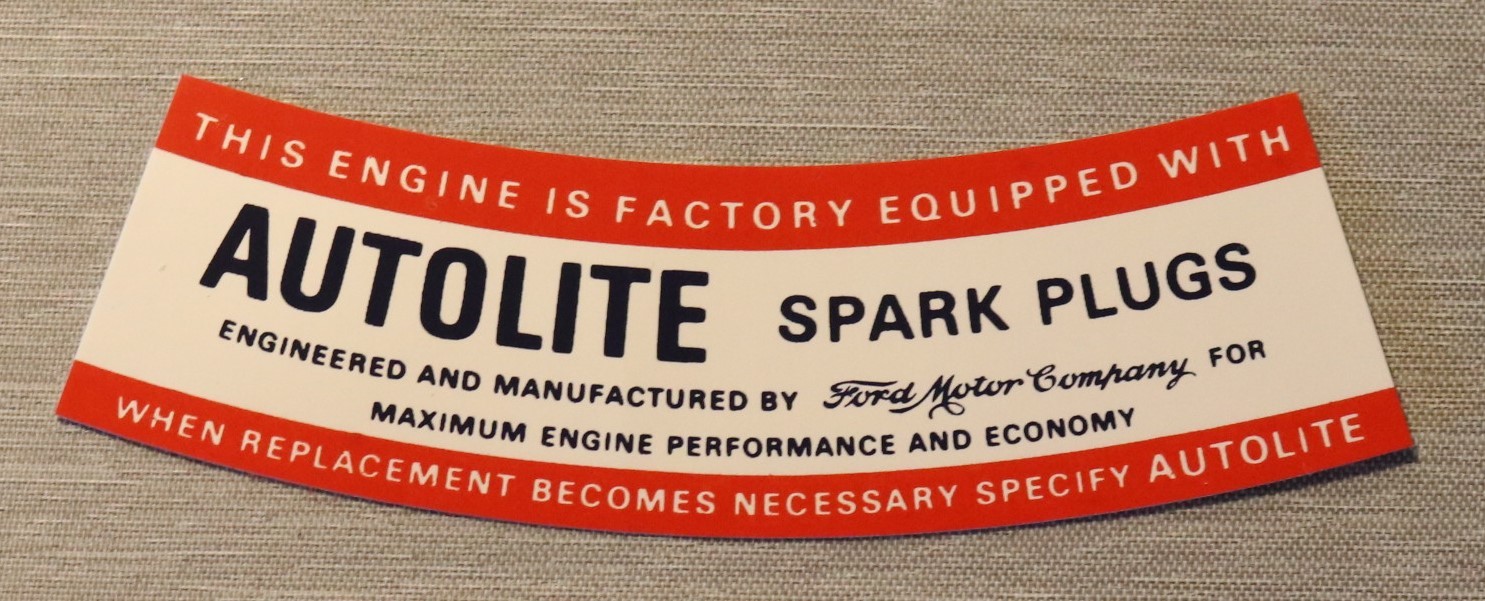 THIS ENGINE IS FACTORY EQUIPPED WITH
AUTOLITE SPARK PLUGS
ENGINEERED AND MANUFACTURED BY Ford Motor Company FOR
MAXIMUM ENGINE PERFORMANCE AND ECONOMY
WHEN REPLACEMENT BECOMES NECESSARY SPECIFY AUTOLITE